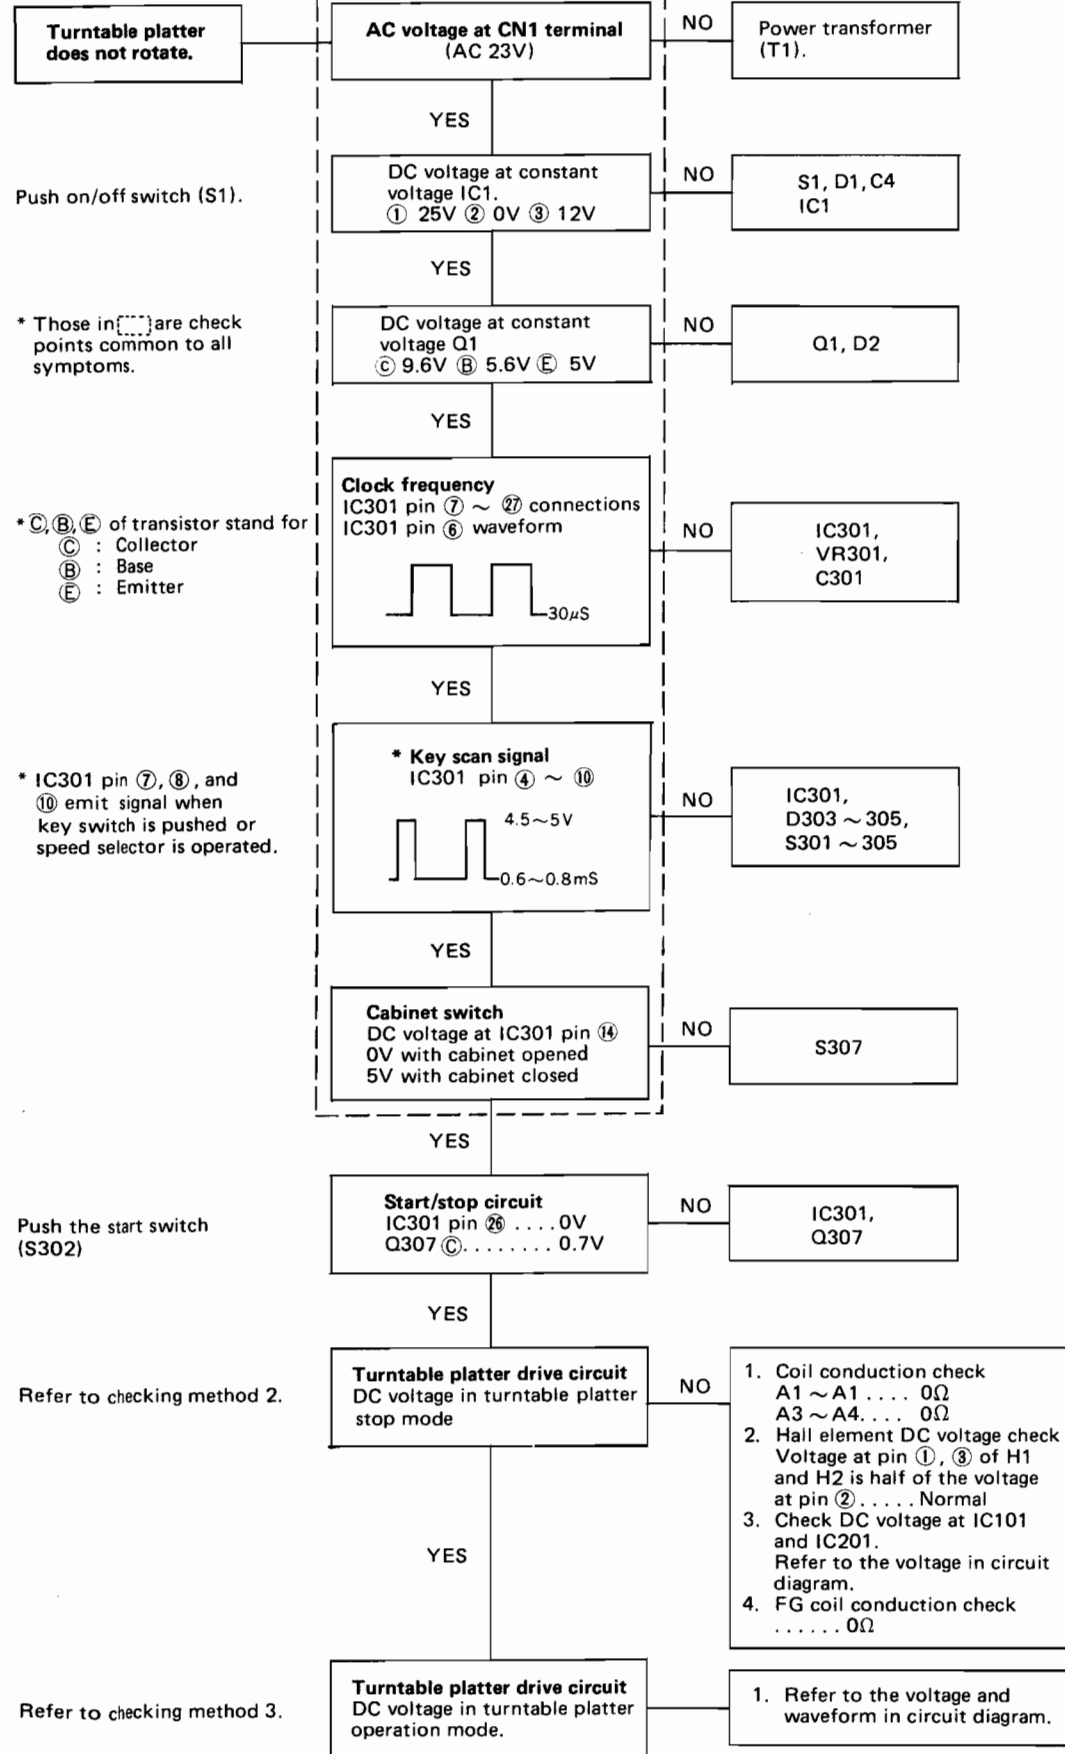 Turntable platter
does not rotate.
AC voltage at CN1 terminal
(AC 23V)
NO
Power transformer
(T1).
YES
Push on/off switch (S1).
DC voltage at constant
voltage IC1.
① 25V ② 0V ③ 12V
NO
S1, D1, C4
IC1
YES
* Those in [ ] are check
points common to all
symptoms.
DC voltage at constant
voltage Q1
Ⓒ 9.6V Ⓑ 5.6V Ⓔ 5V
NO
Q1, D2
YES
* Ⓒ,Ⓑ,Ⓔ of transistor stand for
Ⓒ : Collector
Ⓑ : Base
Ⓔ : Emitter
Clock frequency
IC301 pin ⑦ ~ ㉗ connections
IC301 pin ⑥ waveform
30μS
NO
IC301,
VR301,
C301
YES
* IC301 pin ⑦, ⑧, and
⑩ emit signal when
key switch is pushed or
speed selector is operated.
* Key scan signal
IC301 pin ④ ~ ⑩
4.5~5V
0.6~0.8mS
NO
IC301,
D303 ~ 305,
S301 ~ 305
YES
Cabinet switch
DC voltage at IC301 pin ⑭
0V with cabinet opened
5V with cabinet closed
NO
S307
YES
Push the start switch
(S302)
Start/stop circuit
IC301 pin ㉖ ....0V
Q307 Ⓒ........ 0.7V
NO
IC301,
Q307
YES
Refer to checking method 2.
Turntable platter drive circuit
DC voltage in turntable platter
stop mode
NO
1. Coil conduction check
A1 ~ A1 .... 0Ω
A3 ~ A4.... 0Ω
2. Hall element DC voltage check
Voltage at pin ①, ③ of H1
and H2 is half of the voltage
at pin ②..... Normal
3. Check DC voltage at IC101
and IC201.
Refer to the voltage in circuit
diagram.
4. FG coil conduction check
...... 0Ω
YES
Refer to checking method 3.
Turntable platter drive circuit
DC voltage in turntable platter
operation mode.
1. Refer to the voltage and
waveform in circuit diagram.